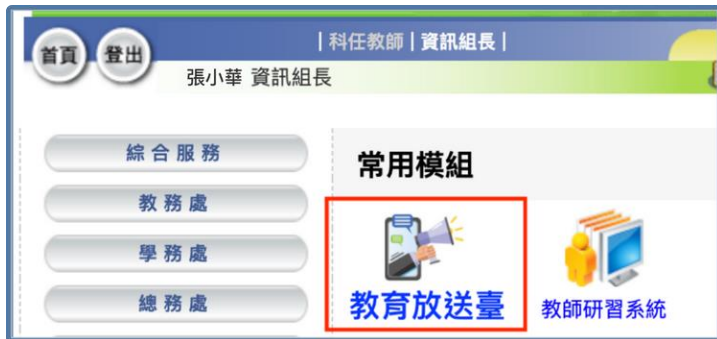 首頁 登出
| 科任教師 | 資訊組長 |
張小華 資訊組長
綜合服務
教務處
學務處
總務處
常用模組
教育放送臺
教師研習系統